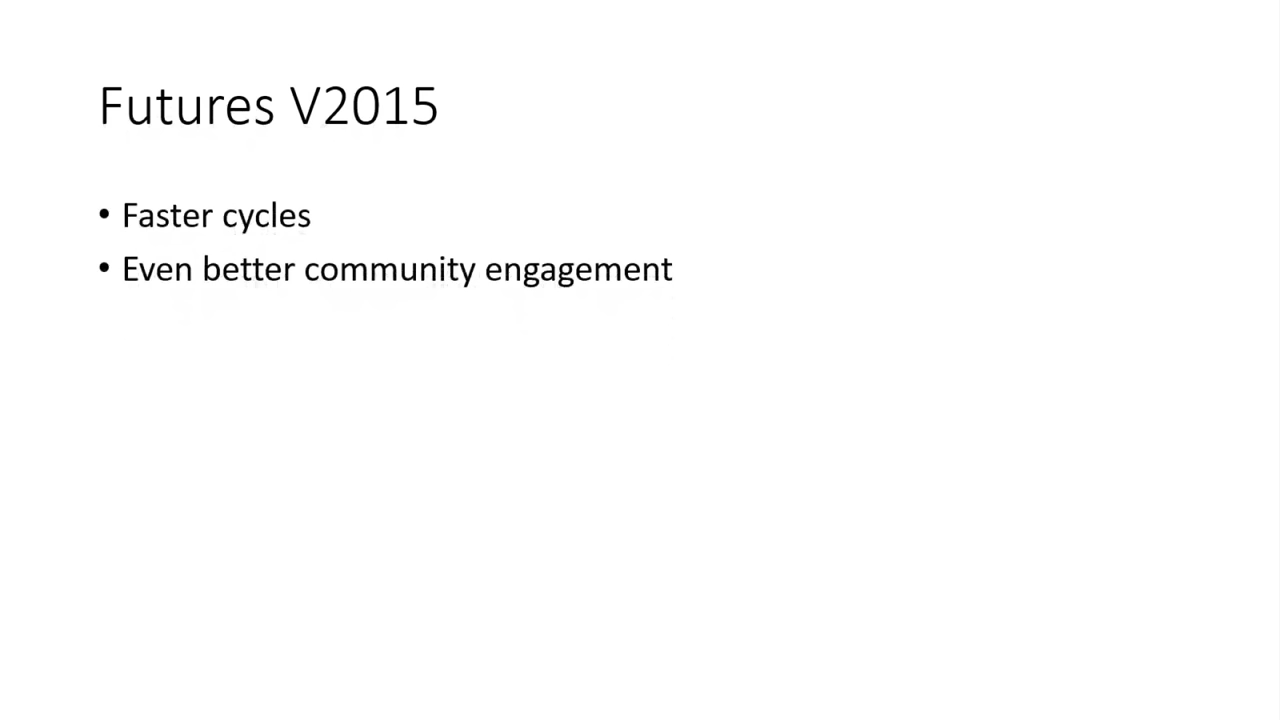 Futures V2015
• Faster cycles
• Even better community engagement